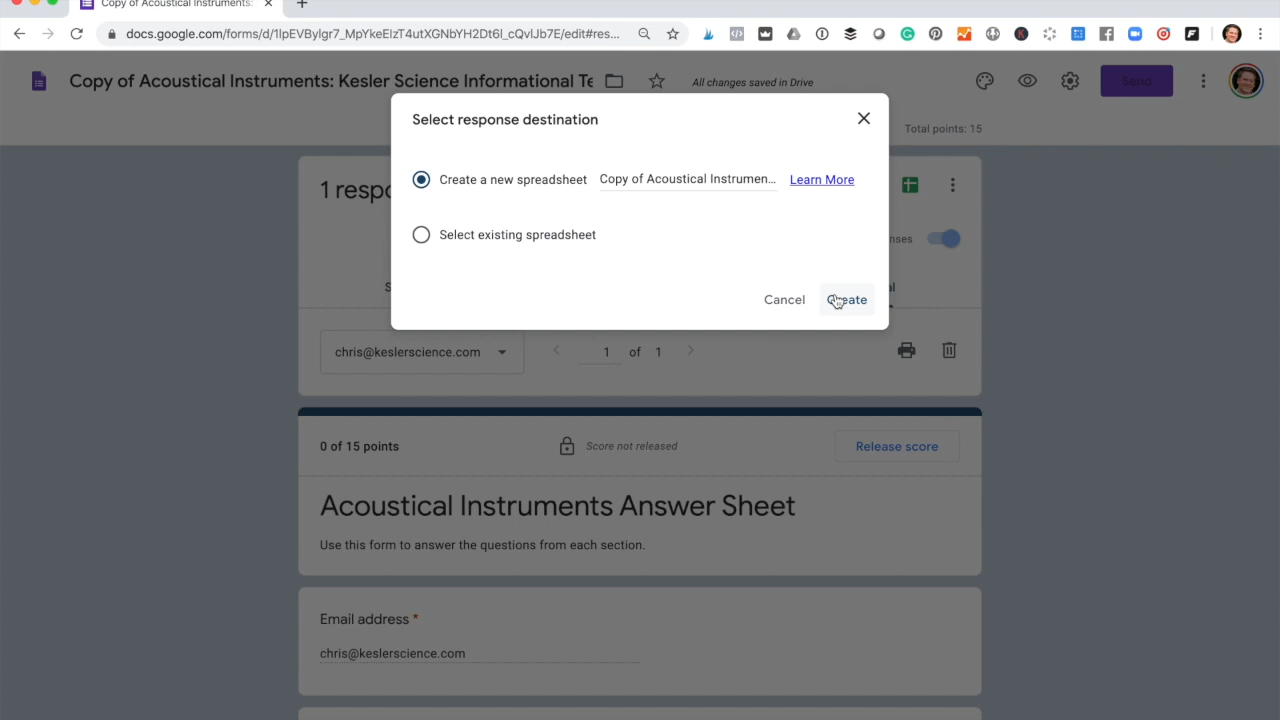 Copy of Acoustical Instruments:
docs.google.com/forms/d/1lpEVBylgr7_MpYkeElzT4utXGNbYH2Dt6l_cQvlJb7E/edit#res...
Copy of Acoustical Instruments: Kesler Science Informational Te
All changes saved in Drive
Send
Total points: 15
Select response destination
Create a new spreadsheet
Copy of Acoustical Instrumen...
Learn More
Select existing spreadsheet
Cancel
Create
1 respo
nses
S
al
chris@keslerscience.com
1 of 1
0 of 15 points
Score not released
Release score
Acoustical Instruments Answer Sheet
Use this form to answer the questions from each section.
Email address *
chris@keslerscience.com